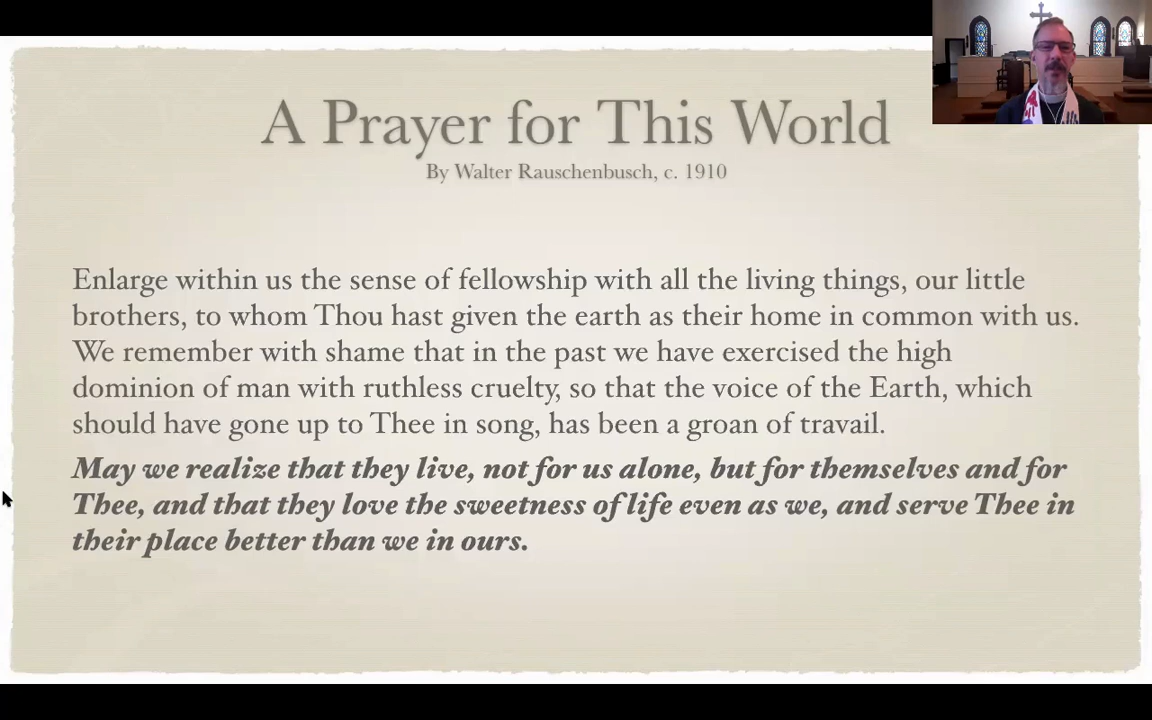 A Prayer for This World
By Walter Rauschenbusch, c. 1910
Enlarge within us the sense of fellowship with all the living things, our little
brothers, to whom Thou hast given the earth as their home in common with us.
We remember with shame that in the past we have exercised the high
dominion of man with ruthless cruelty, so that the voice of the Earth, which
should have gone up to Thee in song, has been a groan of travail.
May we realize that they live, not for us alone, but for themselves and for
Thee, and that they love the sweetness of life even as we, and serve Thee in
their place better than we in ours.